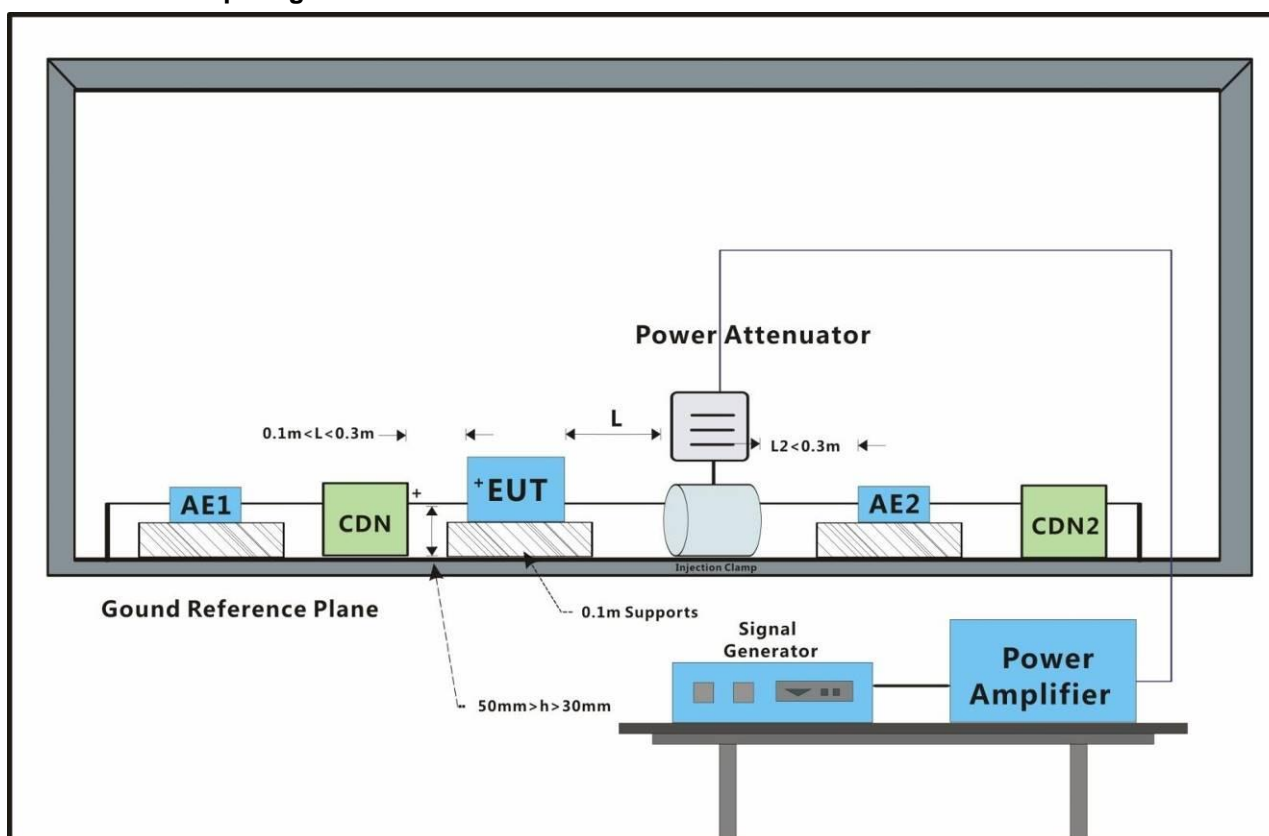 Power Attenuator
0.1m<L<0.3m
L
L2<0.3m
AE1
CDN
+
+EUT
AE2
CDN2
Injection Clamp
Gound Reference Plane
0.1m Supports
50mm>h>30mm
Signal
Generator
Power
Amplifier